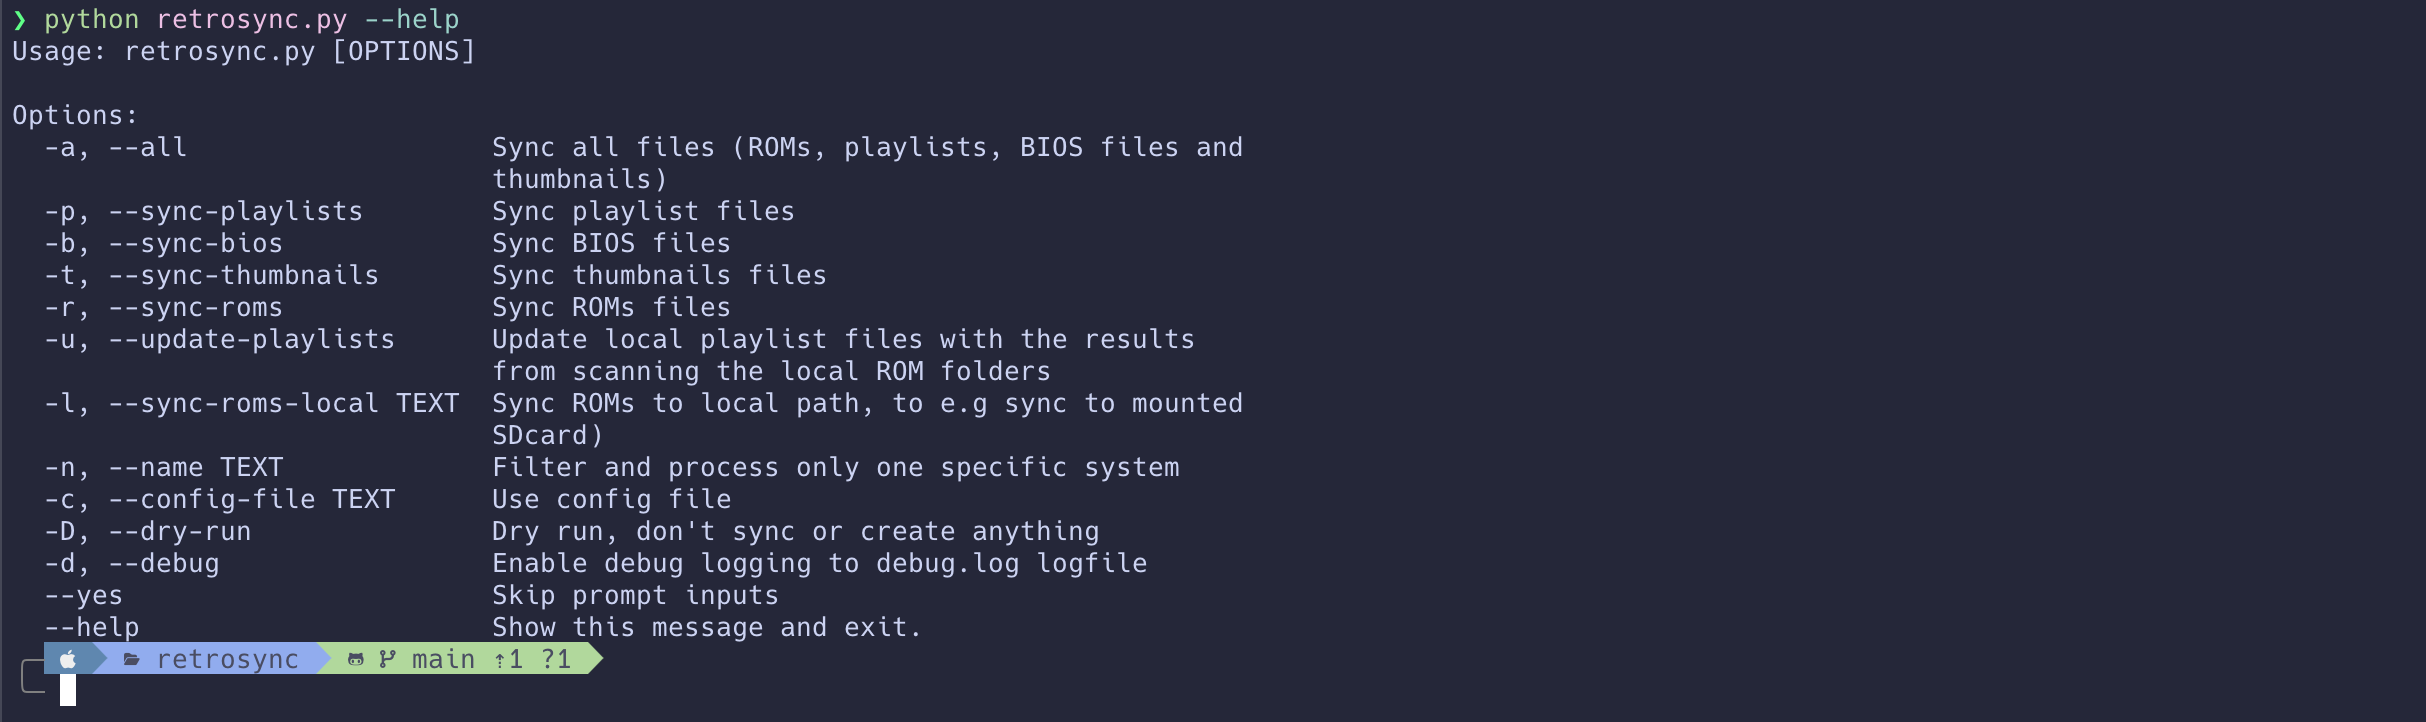 ❯ python retrosync.py --help
Usage: retrosync.py [OPTIONS]

Options:
  -a, --all                   Sync all files (ROMs, playlists, BIOS files and
                              thumbnails)
  -p, --sync-playlists        Sync playlist files
  -b, --sync-bios             Sync BIOS files
  -t, --sync-thumbnails       Sync thumbnails files
  -r, --sync-roms             Sync ROMs files
  -u, --update-playlists      Update local playlist files with the results
                              from scanning the local ROM folders
  -l, --sync-roms-local TEXT  Sync ROMs to local path, to e.g sync to mounted
                              SDcard)
  -n, --name TEXT             Filter and process only one specific system
  -c, --config-file TEXT      Use config file
  -D, --dry-run               Dry run, don't sync or create anything
  -d, --debug                 Enable debug logging to debug.log logfile
  --yes                       Skip prompt inputs
  --help                      Show this message and exit.
retrosync main ⇡1 ?1